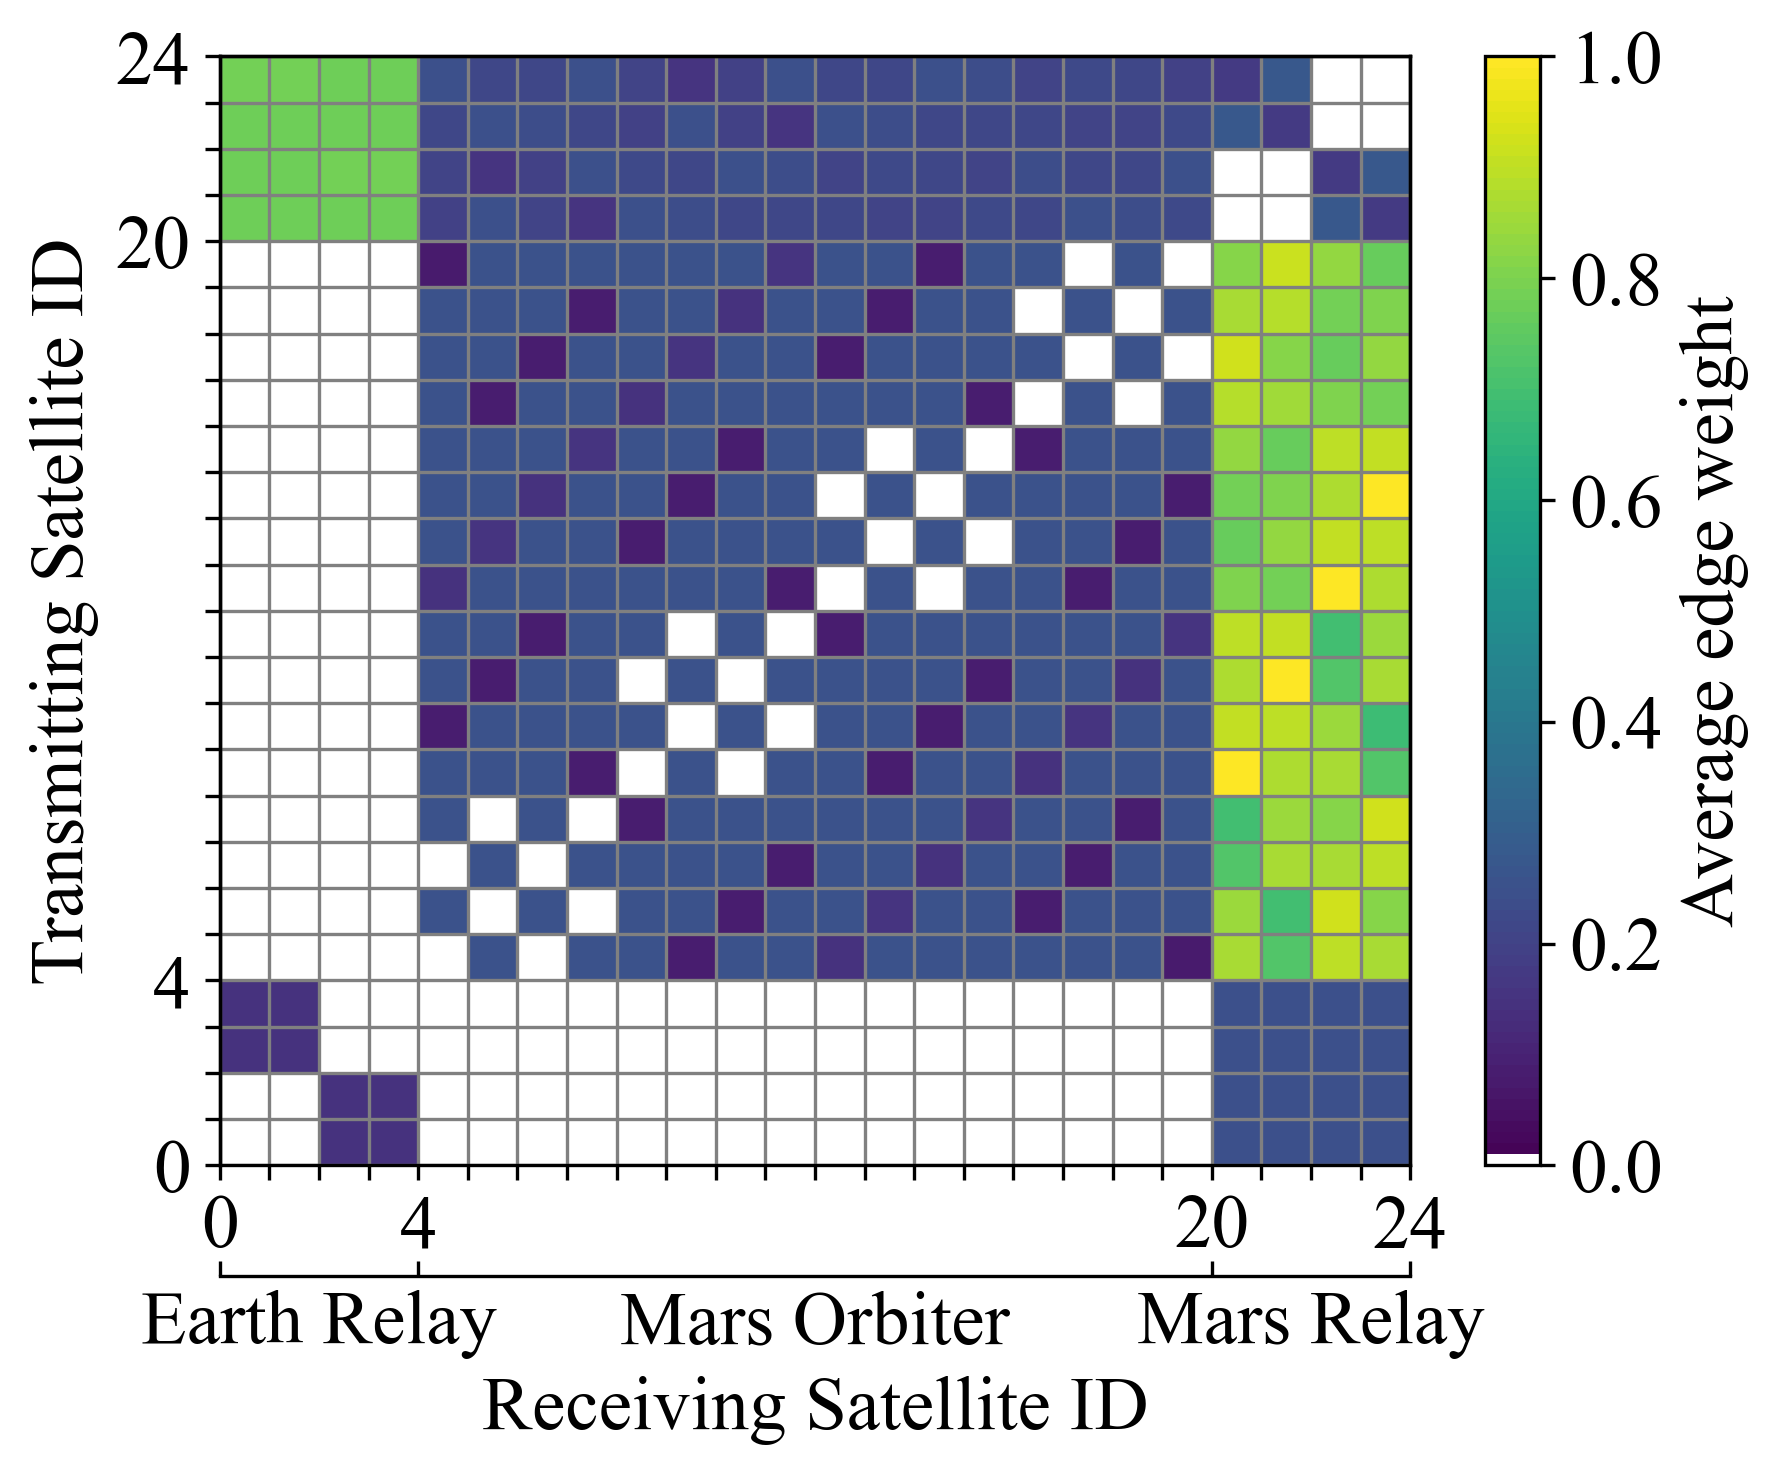 Transmitting Satellite ID
24
20
4
0
0 4 20 24
Earth Relay Mars Orbiter Mars Relay
Receiving Satellite ID
1.0
0.8
0.6
0.4
0.2
0.0
Average edge weight